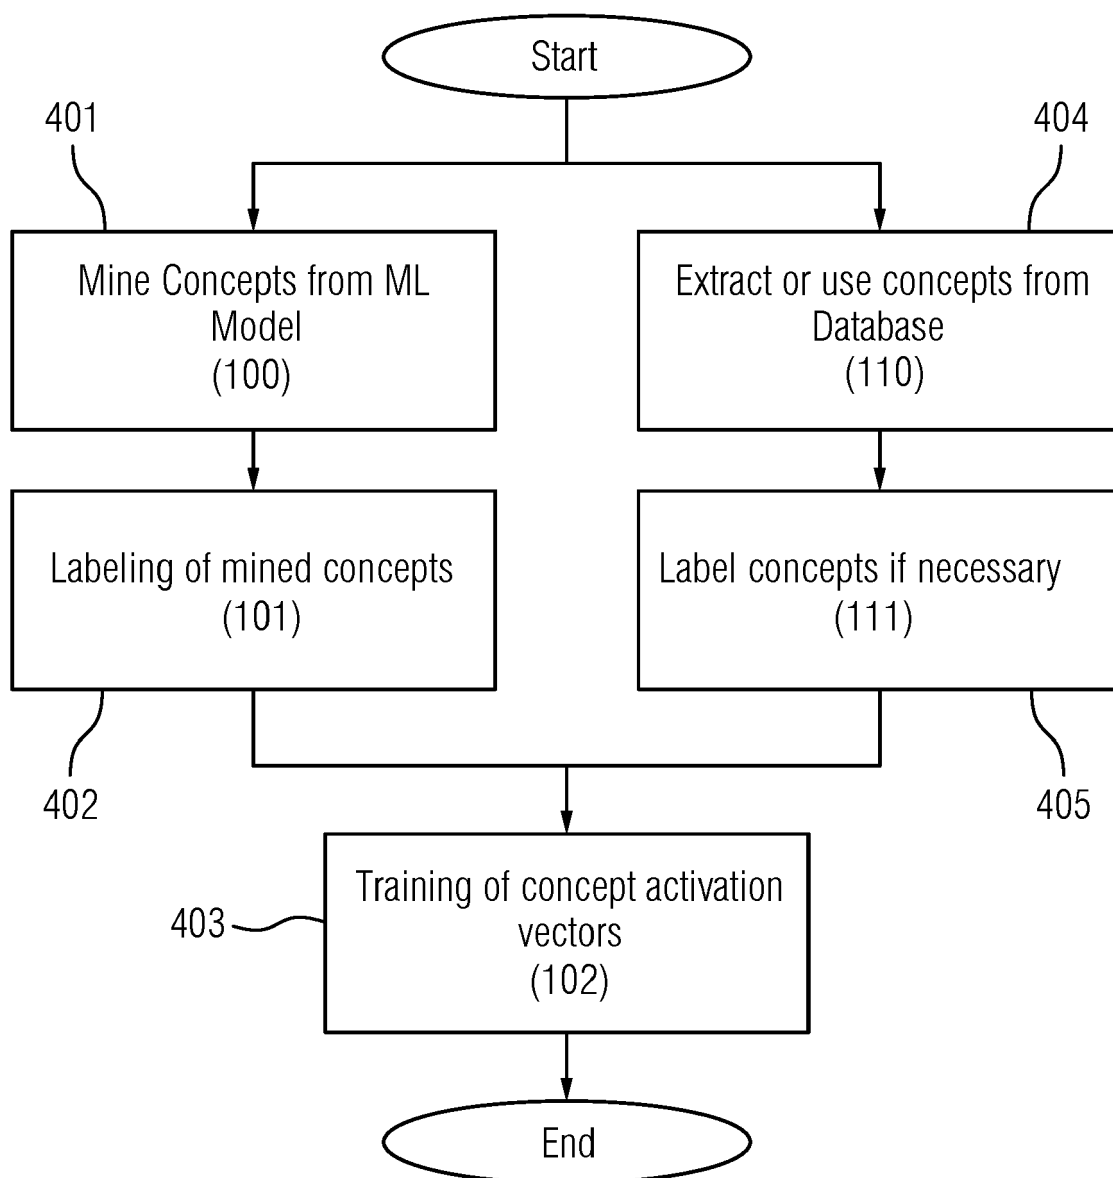 Start
401
404
Mine Concepts from ML
Model
(100)
Extract or use concepts from
Database
(110)
Labeling of mined concepts
(101)
Label concepts if necessary
(111)
402
405
Training of concept activation
vectors
(102)
403
End